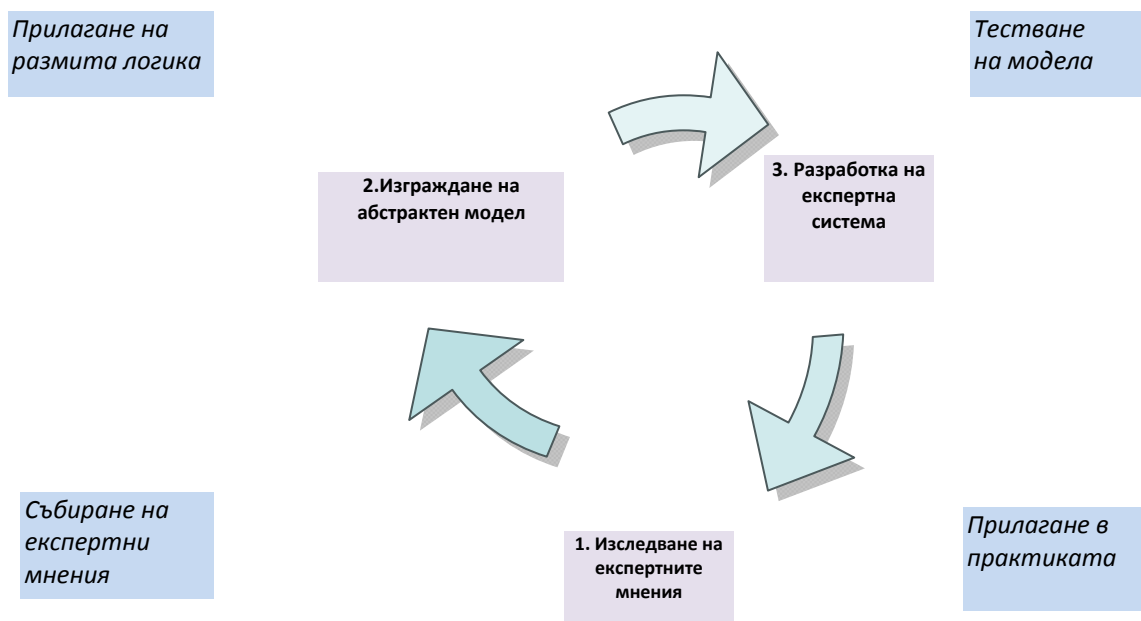 Прилагане на
размита логика
Тестване
на модела
2.Изграждане на
абстрактен модел
3. Разработка на
експертна
система
Събиране на
експертни
мнения
1. Изследване на
експертните
мнения
Прилагане в
практиката